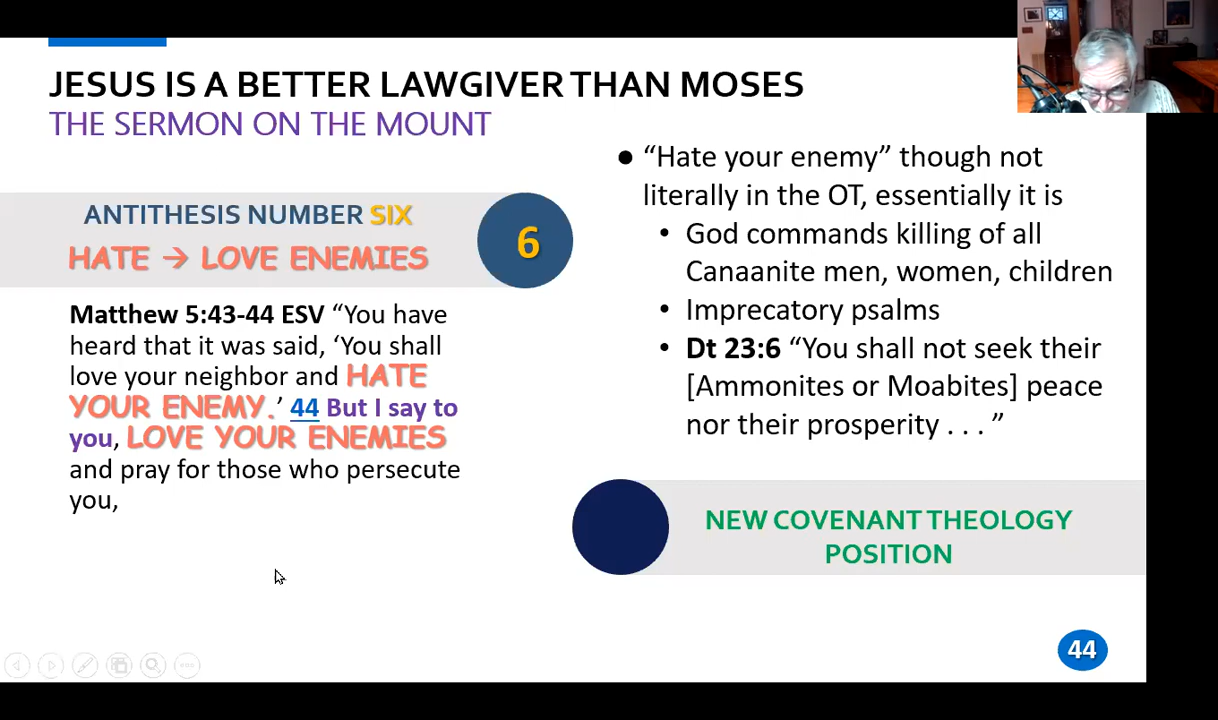 JESUS IS A BETTER LAWGIVER THAN MOSES
THE SERMON ON THE MOUNT
ANTITHESIS NUMBER SIX
HATE → LOVE ENEMIES
6
Matthew 5:43-44 ESV “You have
heard that it was said, ‘You shall
love your neighbor and HATE
YOUR ENEMY.’ 44 But I say to
you, LOVE YOUR ENEMIES
and pray for those who persecute
you,
● “Hate your enemy” though not
literally in the OT, essentially it is
• God commands killing of all
Canaanite men, women, children
• Imprecatory psalms
• Dt 23:6 “You shall not seek their
[Ammonites or Moabites] peace
nor their prosperity . . . ”
NEW COVENANT THEOLOGY
POSITION
44